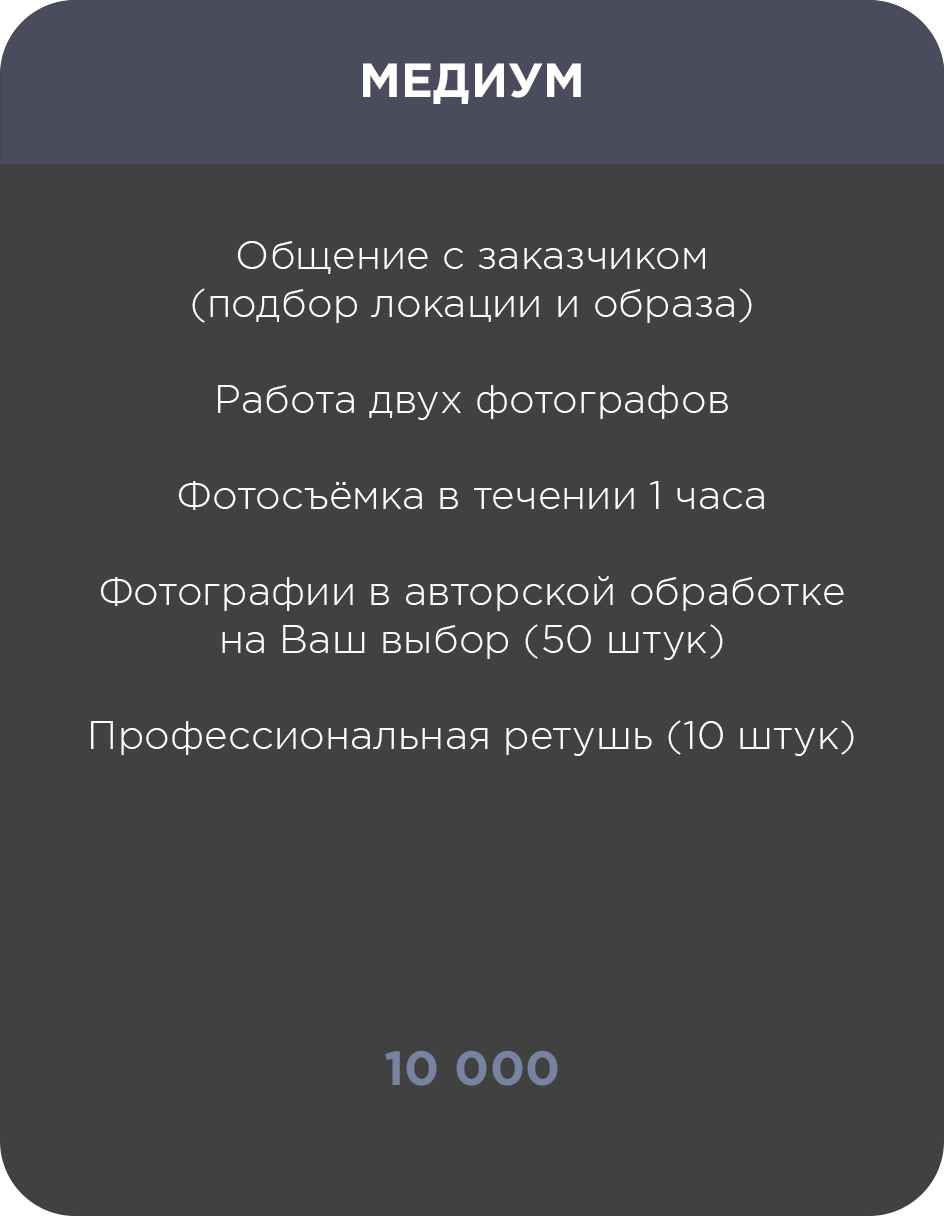 МЕДИУМ
Общение с заказчиком
(подбор локации и образа)
Работа двух фотографов
Фотосъёмка в течении 1 часа
Фотографии в авторской обработке
на Ваш выбор (50 штук)
Профессиональная ретушь (10 штук)
10 000